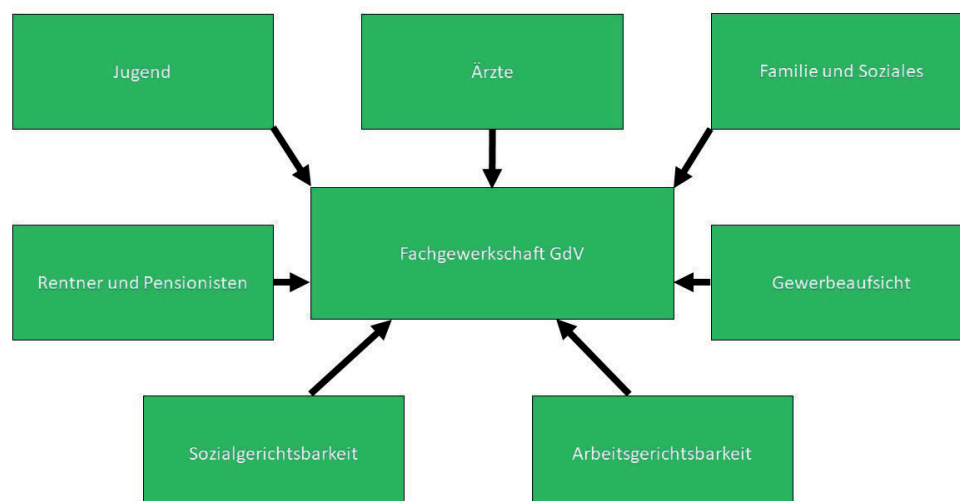 Jugend
Ärzte
Familie und Soziales
Fachgewerkschaft GdV
Rentner und Pensionisten
Gewerbeaufsicht
Sozialgerichtsbarkeit
Arbeitsgerichtsbarkeit